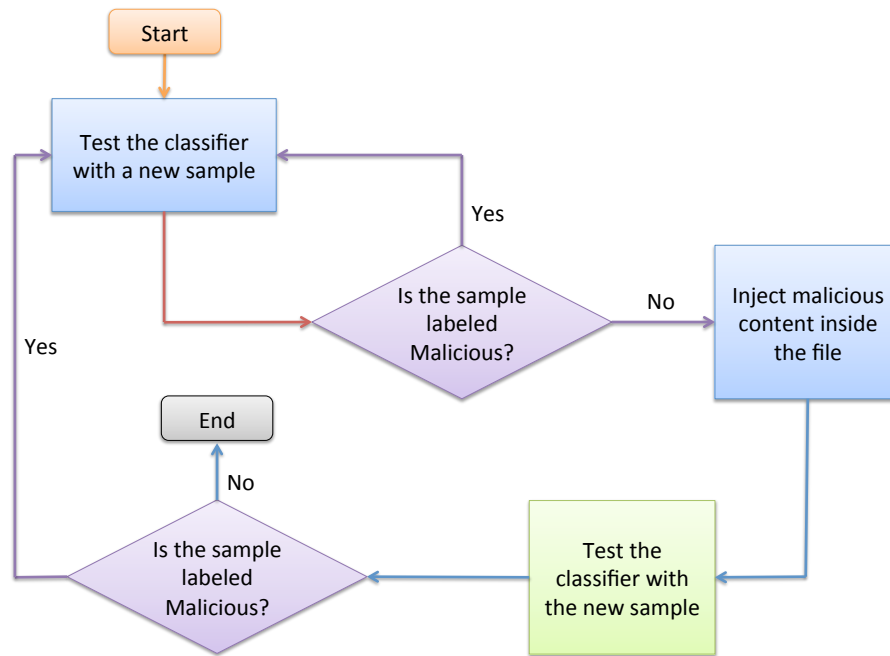 Start
Test the classifier
with a new sample
Yes
Is the sample
labeled
Malicious?
No
Inject malicious
content inside
the file
Yes
End
No
Is the sample
labeled
Malicious?
Test the
classifier with
the new sample